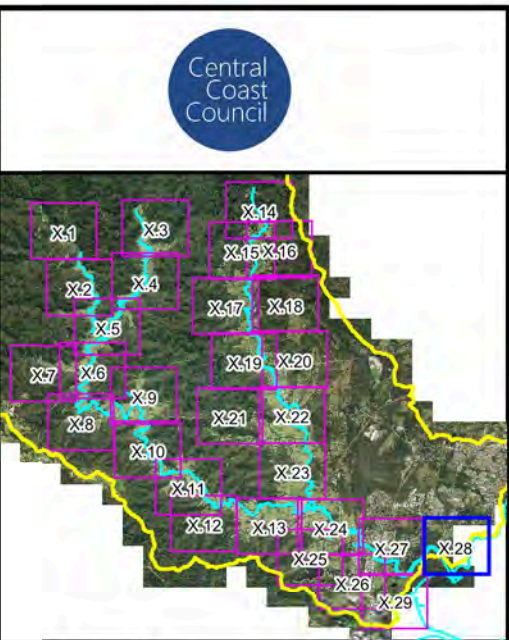 Central
Coast
Council
X.14
X.1
X.3
X.15
X.16
X.2
X.4
X.17
X.18
X.5
X.19
X.20
X.7
X.6
X.9
X.21
X.22
X.8
X.10
X.23
X.11
X.12
X.13
X.24
X.27
X.28
X.25
X.26
X.29